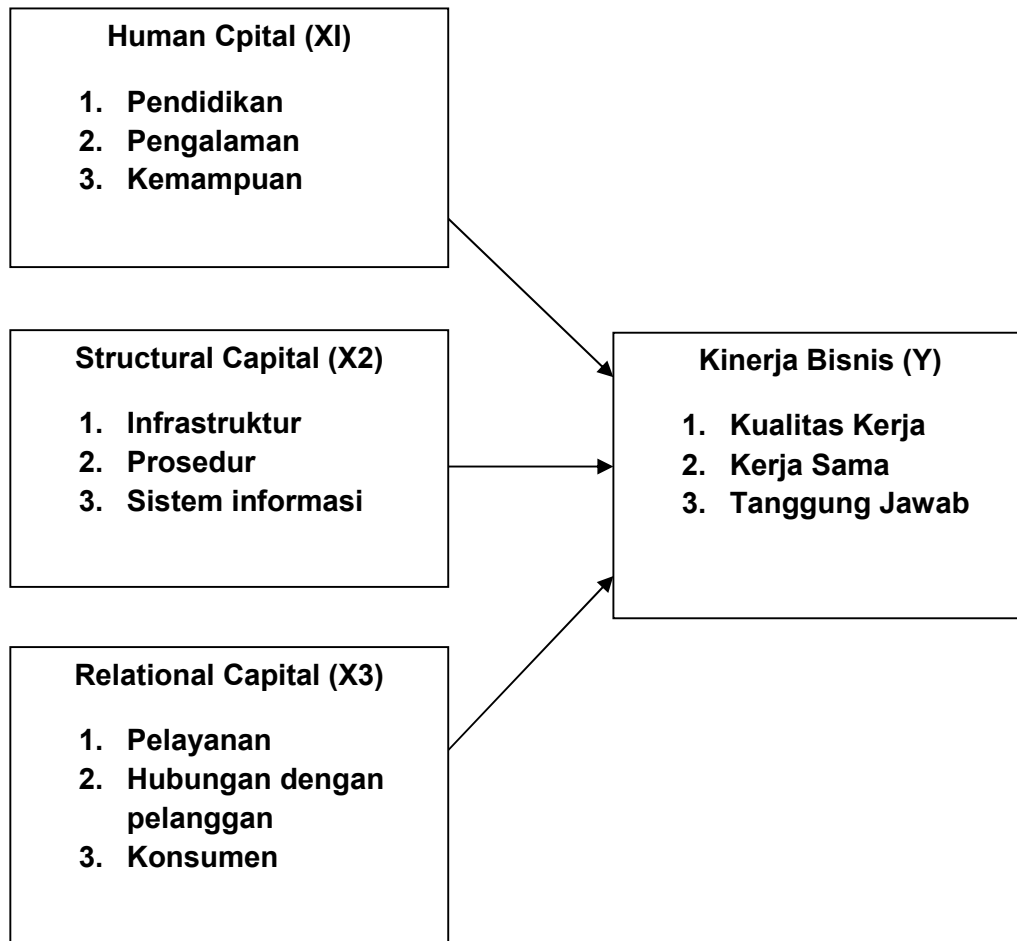 Human Cpital (XI)
1. Pendidikan
2. Pengalaman
3. Kemampuan
Structural Capital (X2)
1. Infrastruktur
2. Prosedur
3. Sistem informasi
Kinerja Bisnis (Y)
1. Kualitas Kerja
2. Kerja Sama
3. Tanggung Jawab
Relational Capital (X3)
1. Pelayanan
2. Hubungan dengan
pelanggan
3. Konsumen